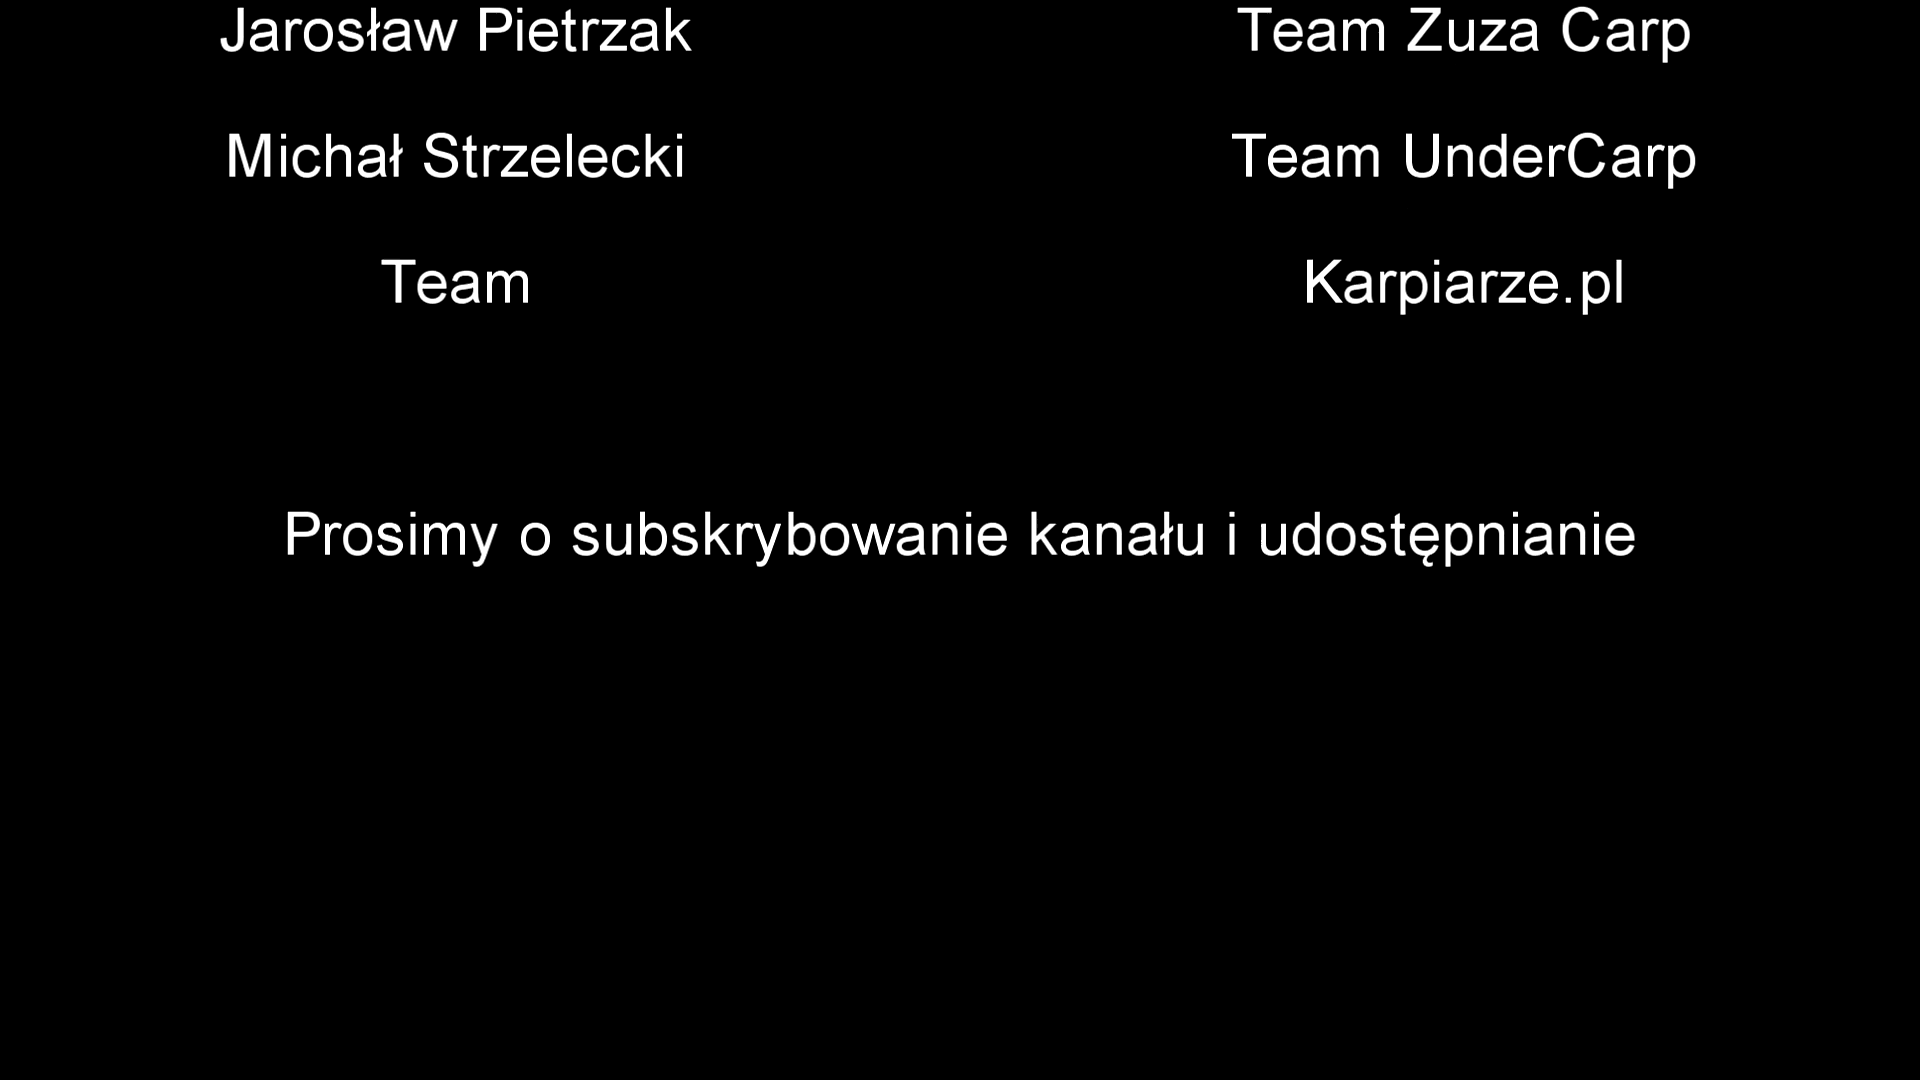 Jarosław Pietrzak Team Zuza Carp
Michał Strzelecki Team UnderCarp
Team Karpiarze.pl
Prosimy o subskrybowanie kanału i udostępnianie